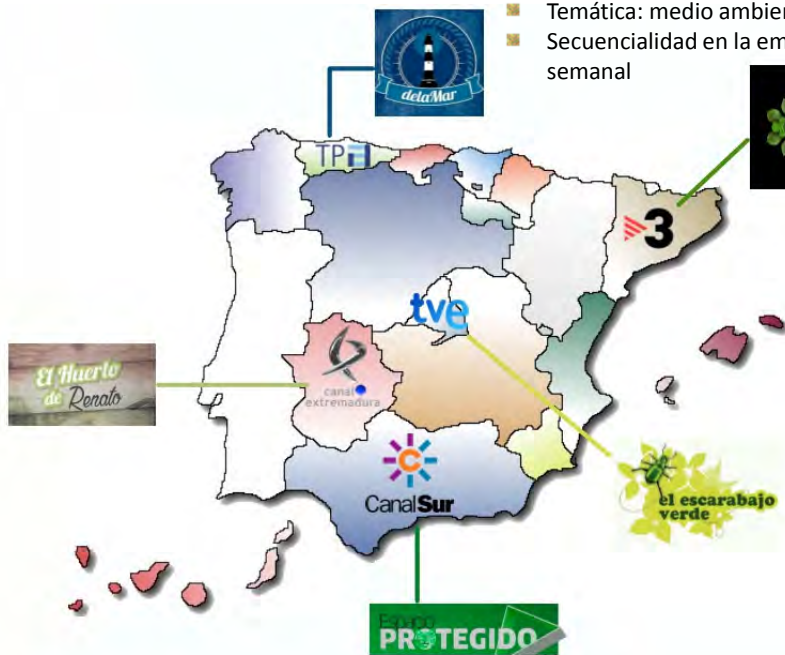 Temática: medio ambien
Secuencialidad en la em
semanal
delaMar
TPA
3
tve
El Huerto
de Renato
canal
extremadura
el escarabajo
verde
CanalSur
Espacio
PROTEGIDO